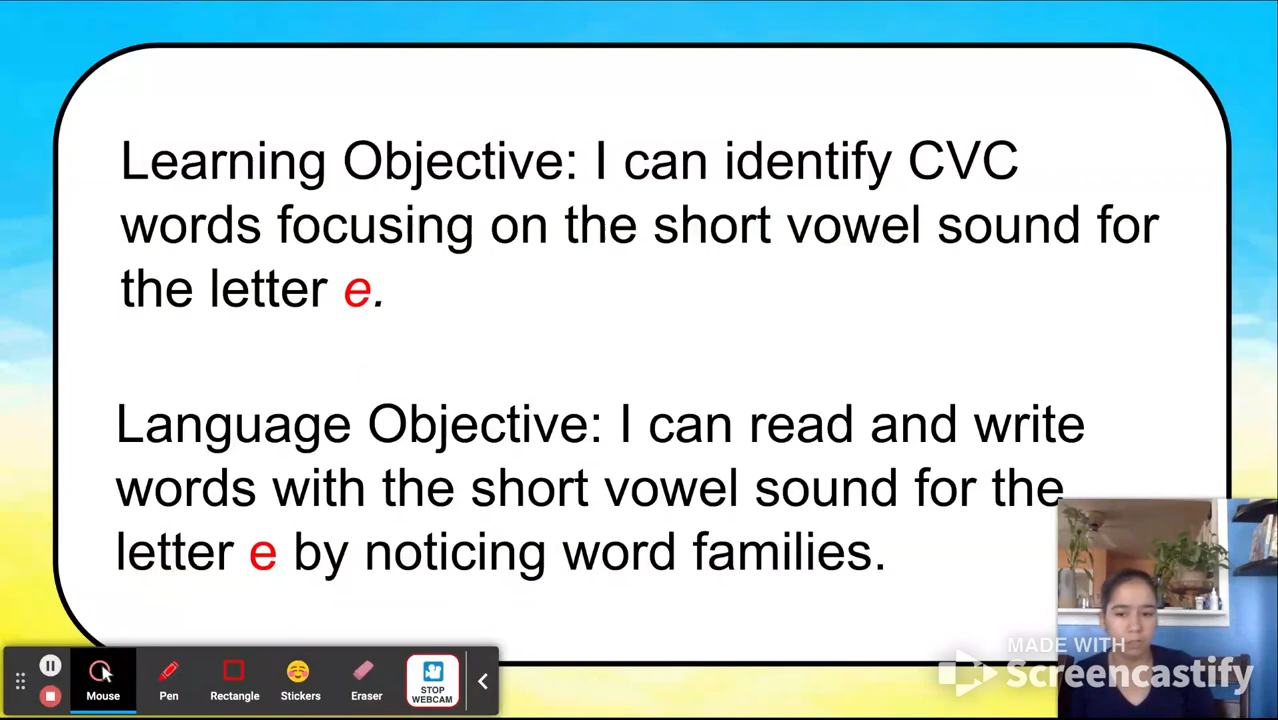 Learning Objective: I can identify CVC
words focusing on the short vowel sound for
the letter e.
Language Objective: I can read and write
words with the short vowel sound for the
letter e by noticing word families.
MADE WITH
Screencastify
Mouse
Pen
Rectangle
Stickers
Eraser
STOP
WEBCAM